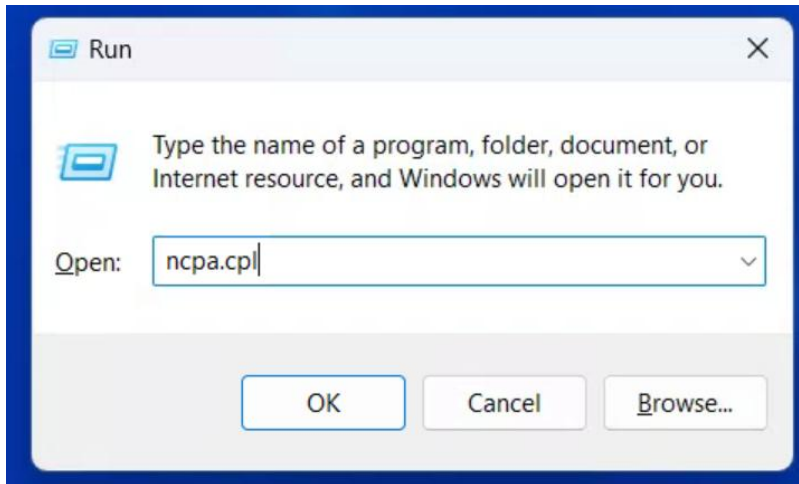 Run
Type the name of a program, folder, document, or
Internet resource, and Windows will open it for you.
Open: ncpa.cpl
OK Cancel Browse...